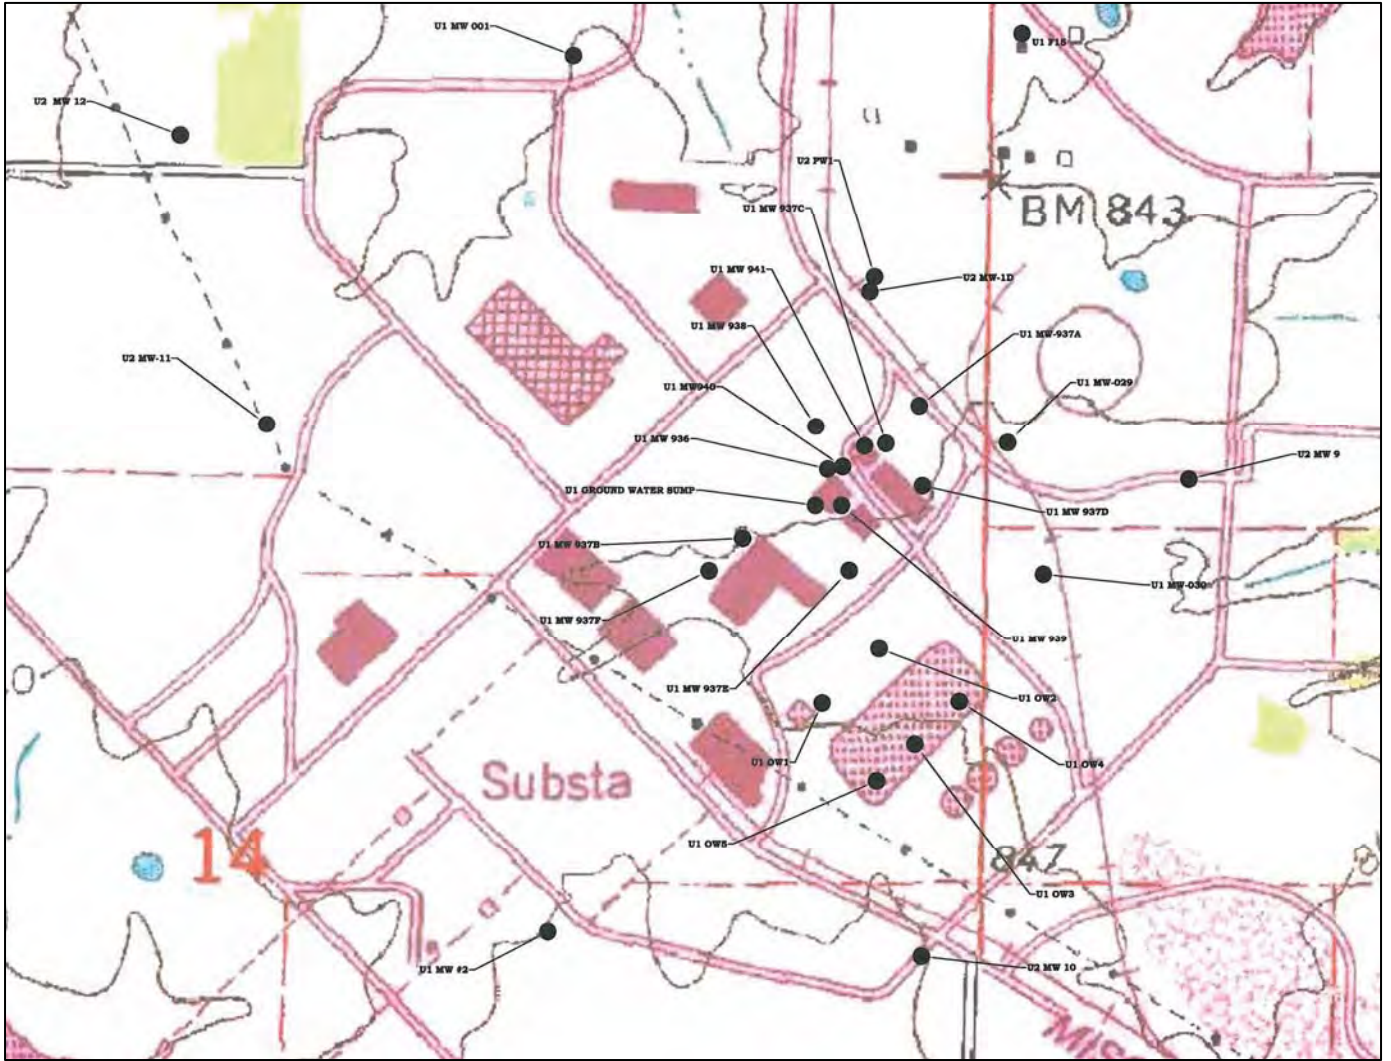 U1 MW 001
U1 F15
U2 MW 12
U2 PW1
BM 843
U1 MW 937C
U1 MW 941
U2 MW-1D
U1 MW 938
U1 MW-937A
U2 MW-11
U1 MW940
U1 MW-029
U1 MW 936
U2 MW 9
U1 GROUND WATER SUMP
U1 MW 937D
U1 MW 937B
U1 MW-030
U1 MW 937F
U1 MW 939
U1 MW 937E
U1 OW2
U1 OW1
U1 OW4
Substa
U1 OW5
14
847
U1 OW3
U1 MW #2
U2 MW 10